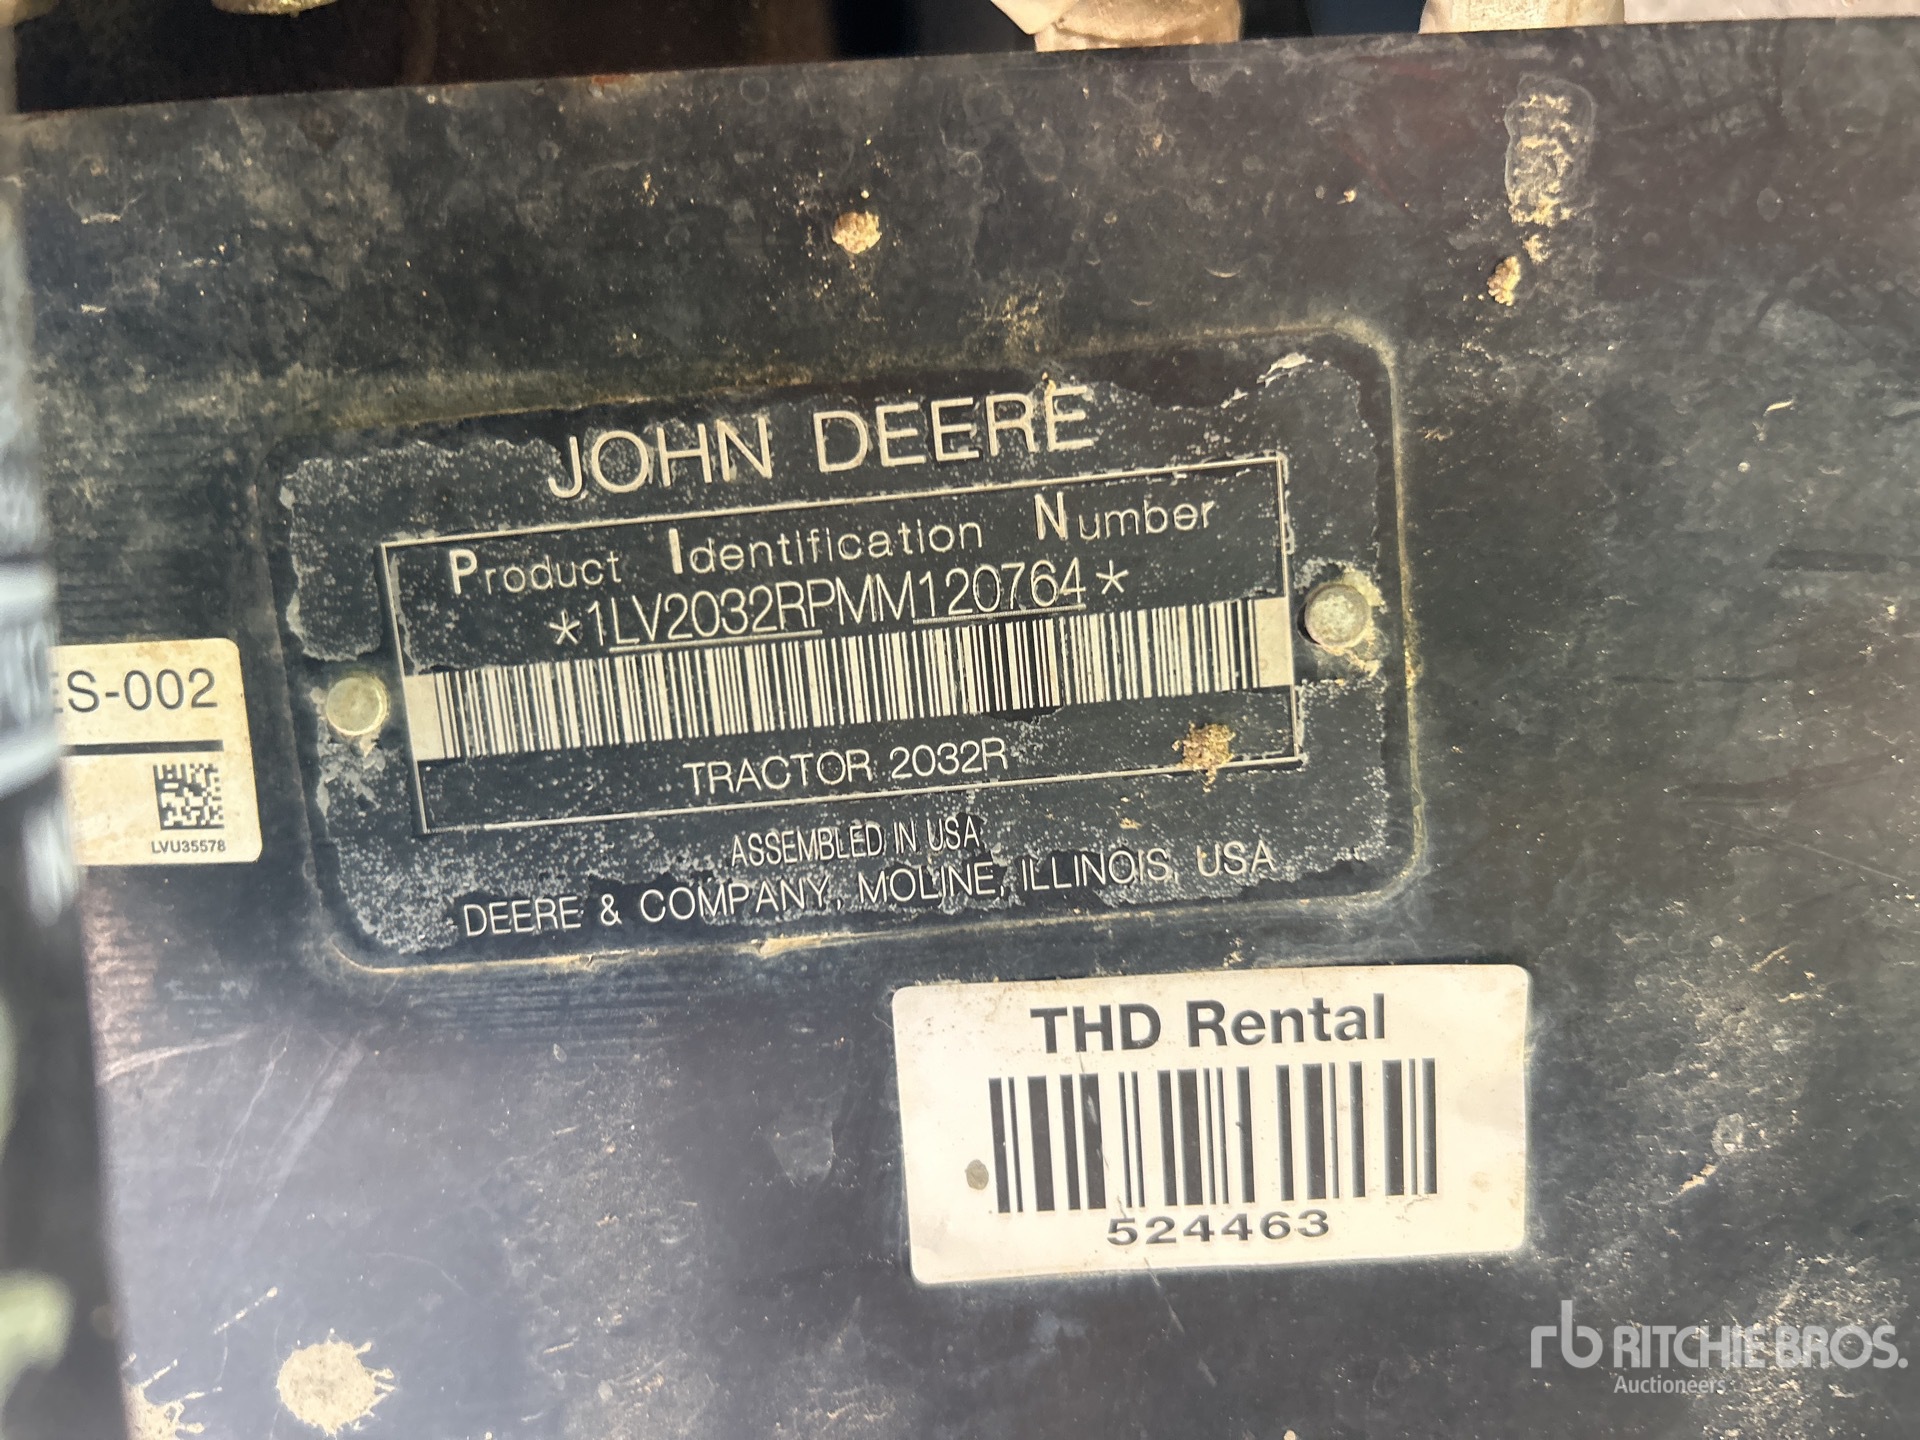 JOHN DEERE
Product Identification Number
*1LV2032RPMM120764*
TRACTOR 2032R
ASSEMBLED IN USA
DEERE & COMPANY, MOLINE, ILLINOIS, USA
ES-002
LVU35578
THD Rental
524463
rb RITCHIE BROS.
Auctioneers